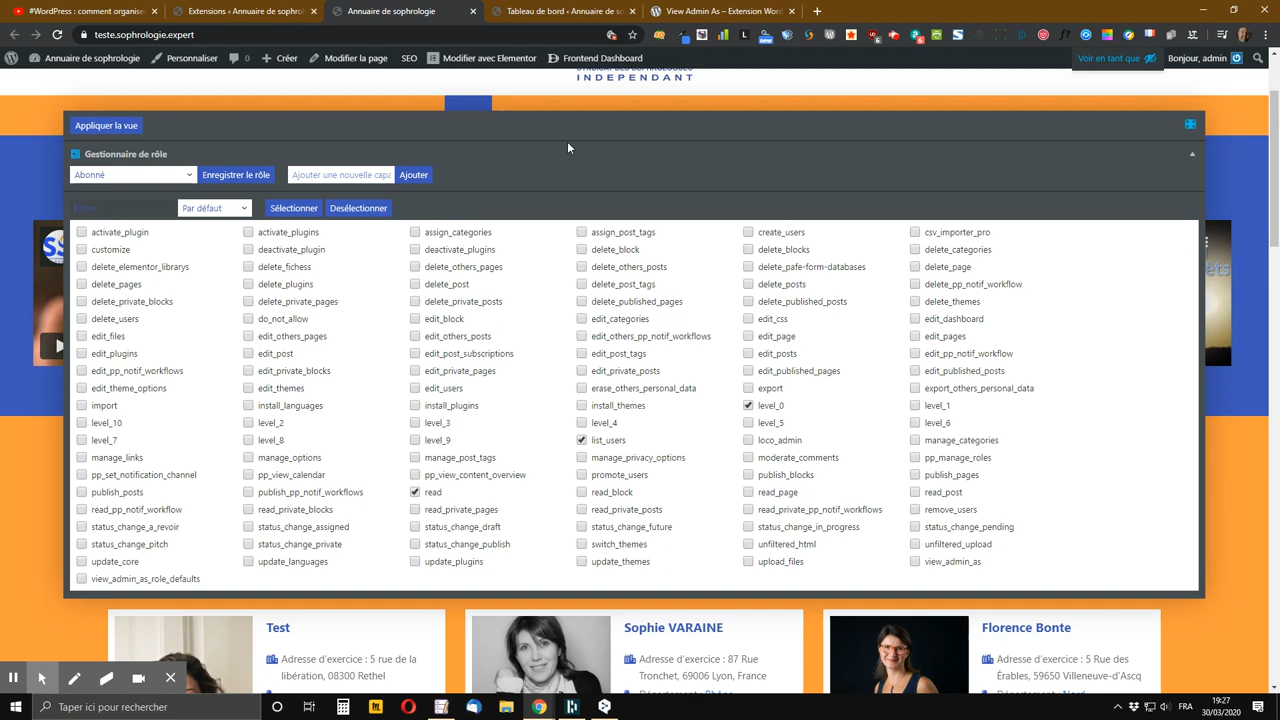 #WordPress : comment gérer les
Extensions ‹ Annuaire de sophrol
Annuaire de sophrologie
Tableau de bord ‹ Annuaire de so
View Admin As – Extension Word
teste.sophrologie.expert
Annuaire de sophrologie
Personnaliser
0
Créer
Modifier la page
SEO
Modifier avec Elementor
Frontend Dashboard
Voir en tant que
Bonjour, admin
INDEPENDANT
Appliquer la vue
Gestionnaire de rôle
Abonné
Enregistrer le rôle
Ajouter une nouvelle capa
Ajouter
Par défaut
Sélectionner
Desélectionner
activate_plugin activate_plugins assign_categories assign_post_tags create_users csv_importer_pro
customize deactivate_plugin deactivate_plugins delete_block delete_blocks delete_categories
delete_elementor_librarys delete_fichess delete_others_pages delete_others_posts delete_pafe-form-databases delete_page
delete_pages delete_plugins delete_post delete_post_tags delete_posts delete_pp_notif_workflow
delete_private_blocks delete_private_pages delete_private_posts delete_published_pages delete_published_posts delete_themes
delete_users do_not_allow edit_block edit_categories edit_css edit_dashboard
edit_files edit_others_pages edit_others_posts edit_others_pp_notif_workflows edit_page edit_pages
edit_plugins edit_post edit_post_subscriptions edit_post_tags edit_posts edit_pp_notif_workflow
edit_pp_notif_workflows edit_private_blocks edit_private_pages edit_private_posts edit_published_pages edit_published_posts
edit_theme_options edit_themes edit_users erase_others_personal_data export export_others_personal_data
import install_languages install_plugins install_themes level_0 level_1
level_10 level_2 level_3 level_4 level_5 level_6
level_7 level_8 level_9 list_users loco_admin manage_categories
manage_links manage_options manage_post_tags manage_privacy_options moderate_comments pp_manage_roles
pp_set_notification_channel pp_view_calendar pp_view_content_overview promote_users publish_blocks publish_pages
publish_posts publish_pp_notif_workflows read read_block read_page read_post
read_pp_notif_workflow read_private_blocks read_private_pages read_private_posts read_private_pp_notif_workflows remove_users
status_change_a_revoir status_change_assigned status_change_draft status_change_future status_change_in_progress status_change_pending
status_change_pitch status_change_private status_change_publish switch_themes unfiltered_html unfiltered_upload
update_core update_languages update_plugins update_themes upload_files view_admin_as
view_admin_as_role_defaults
Test
Adresse d'exercice : 5 rue de la
libération, 08300 Rethel
Sophie VARAINE
Adresse d'exercice : 87 Rue
Tronchet, 69006 Lyon, France
Florence Bonte
Adresse d'exercice : 5 Rue des
Érables, 59650 Villeneuve-d'Ascq
Taper ici pour rechercher
FRA
19:27
30/03/2020